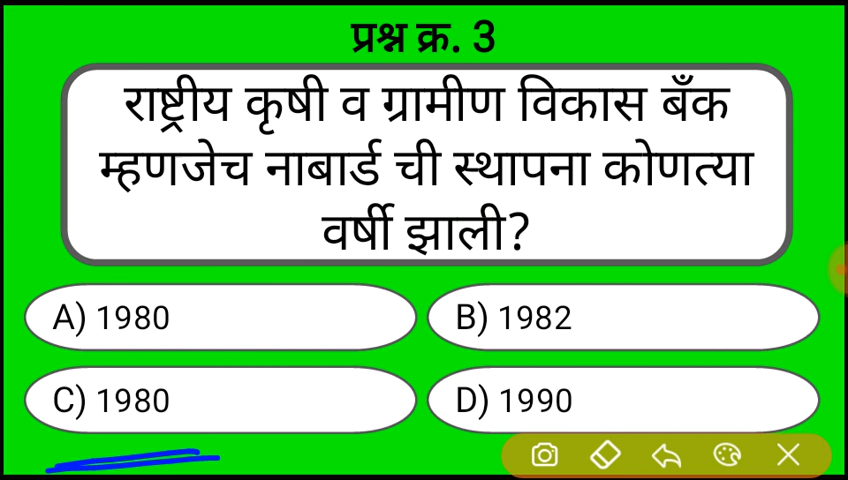 प्रश्न क्र. 3
राष्ट्रीय कृषी व ग्रामीण विकास बँक
म्हणजेच नाबार्ड ची स्थापना कोणत्या
वर्षी झाली?
A) 1980
B) 1982
C) 1980
D) 1990